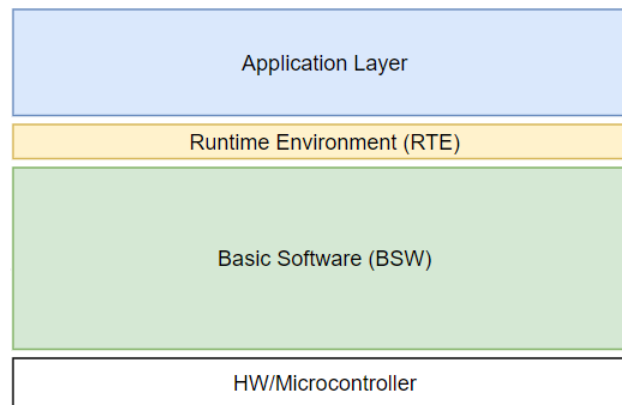 Application Layer
Runtime Environment (RTE)
Basic Software (BSW)
HW/Microcontroller